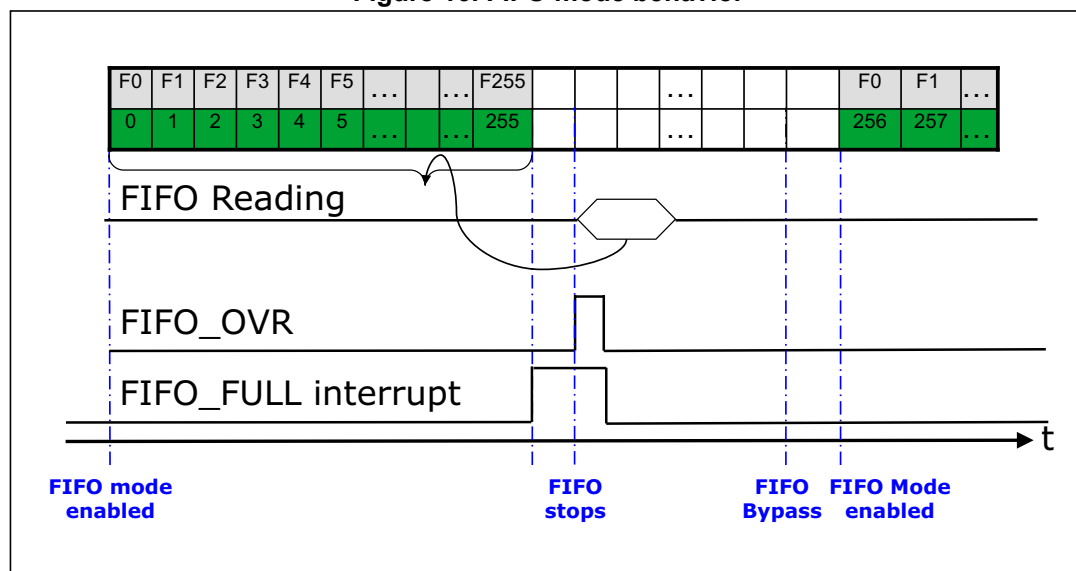 F0 F1 F2 F3 F4 F5 ... ... F255 ... F0 F1 ...
0 1 2 3 4 5 ... ... 255 ... 256 257 ...
FIFO Reading
FIFO_OVR
FIFO_FULL interrupt
t
FIFO mode enabled
FIFO stops
FIFO Bypass
FIFO Mode enabled